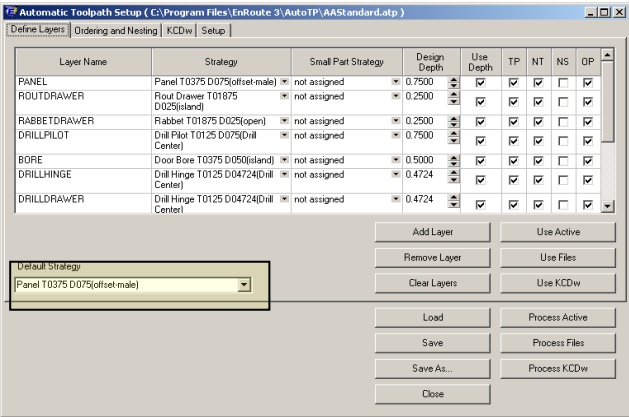 Automatic Toolpath Setup ( C:\Program Files\EnRoute 3\AutoTP\AAStandard.atp )
Define Layers Ordering and Nesting KCDw Setup
Layer Name Strategy Small Part Strategy Design Depth Use Depth TP NT NS OP
PANEL Panel T0375 D075(offset-male) not assigned 0.7500
ROUTDRAWER Rout Drawer T01875 D025(island) not assigned 0.2500
RABBETDRAWER Rabbet T01875 D025(open) not assigned 0.2500
DRILLPILOT Drill Pilot T0125 D075(Drill Center) not assigned 0.7500
BORE Door Bore T0375 D050(island) not assigned 0.5000
DRILLHINGE Drill Hinge T0125 D04724(Drill Center) not assigned 0.4724
DRILLDRAWER Drill Hinge T0125 D04724(Drill Center) not assigned 0.4724
Add Layer Use Active
Remove Layer Use Files
Default Strategy
Panel T0375 D075(offset-male)
Clear Layers Use KCDw
Load Process Active
Save Process Files
Save As... Process KCDw
Close